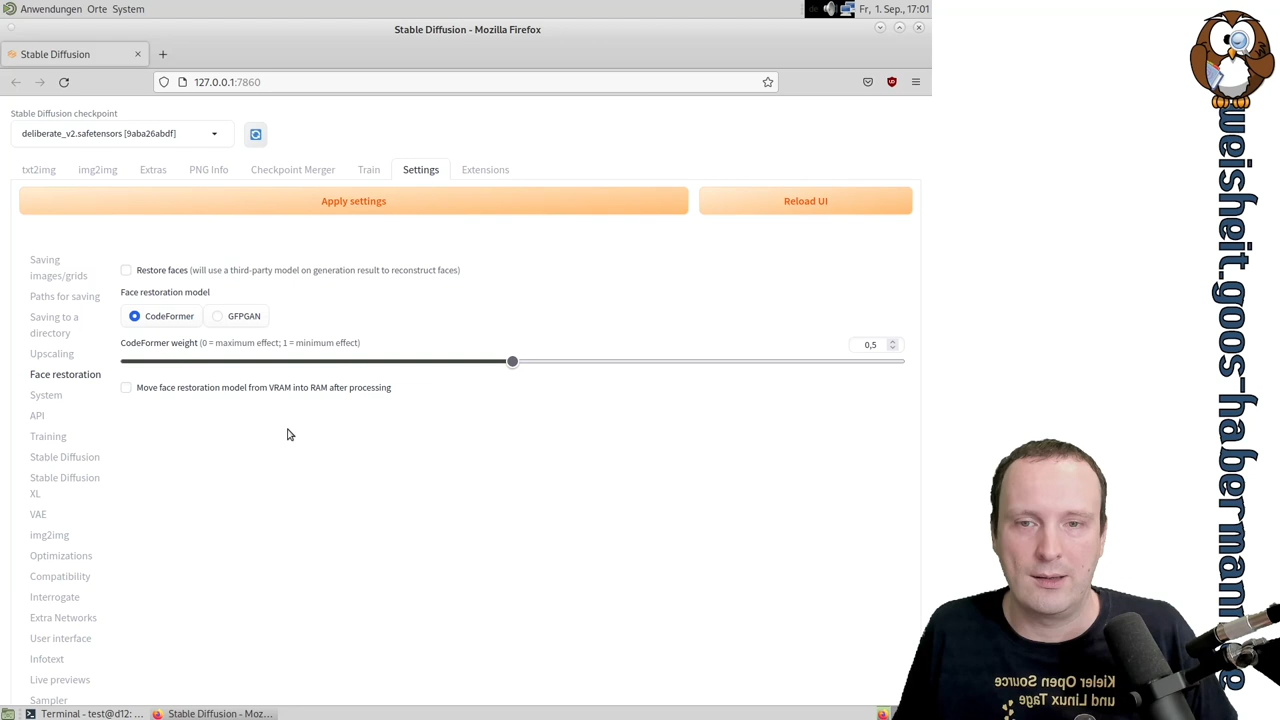 Anwendungen Orte System
de
Fr, 1. Sep., 17:01
Stable Diffusion - Mozilla Firefox
Stable Diffusion
127.0.0.1:7860
Stable Diffusion checkpoint
deliberate_v2.safetensors [9aba26abdf]
txt2img
img2img
Extras
PNG Info
Checkpoint Merger
Train
Settings
Extensions
Apply settings
Reload UI
Saving
images/grids
Paths for saving
Saving to a
directory
Upscaling
Face restoration
System
API
Training
Stable Diffusion
Stable Diffusion
XL
VAE
img2img
Optimizations
Compatibility
Interrogate
Extra Networks
User interface
Infotext
Live previews
Sampler
Restore faces (will use a third-party model on generation result to reconstruct faces)
Face restoration model
CodeFormer
GFPGAN
CodeFormer weight (0 = maximum effect; 1 = minimum effect)
0,5
Move face restoration model from VRAM into RAM after processing
Terminal - test@d12: ...
Stable Diffusion - Moz...
weisheit.goos-habermann
Kieler Open Source
und Linux Tage